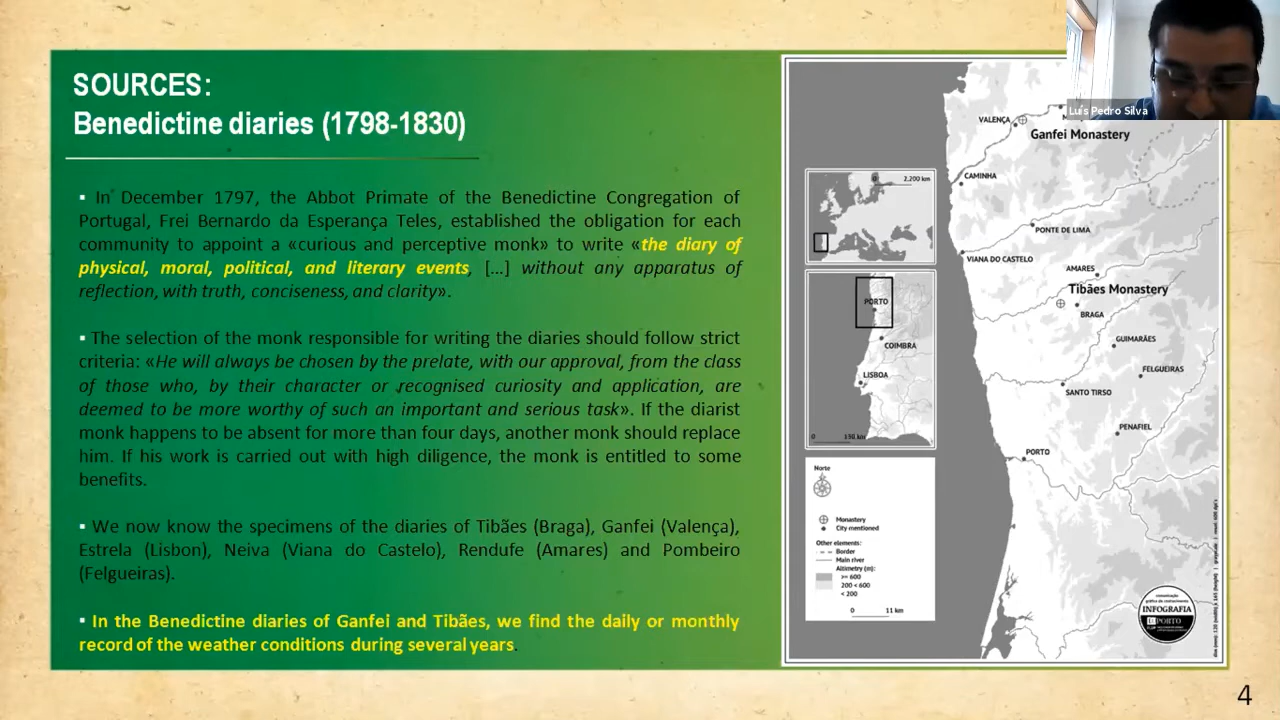 SOURCES:
Benedictine diaries (1798-1830)
▪ In December 1797, the Abbot Primate of the Benedictine Congregation of
Portugal, Frei Bernardo da Esperança Teles, established the obligation for each
community to appoint a «curious and perceptive monk» to write «the diary of
physical, moral, political, and literary events, [...] without any apparatus of
reflection, with truth, conciseness, and clarity».
▪ The selection of the monk responsible for writing the diaries should follow strict
criteria: «He will always be chosen by the prelate, with our approval, from the class
of those who, by their character or recognised curiosity and application, are
deemed to be more worthy of such an important and serious task». If the diarist
monk happens to be absent for more than four days, another monk should replace
him. If his work is carried out with high diligence, the monk is entitled to some
benefits.
▪ We now know the specimens of the diaries of Tibães (Braga), Ganfei (Valença),
Estrela (Lisbon), Neiva (Viana do Castelo), Rendufe (Amares) and Pombeiro
(Felgueiras).
▪ In the Benedictine diaries of Ganfei and Tibães, we find the daily or monthly
record of the weather conditions during several years.
Luís Pedro Silva
VALENÇA
Ganfei Monastery
CAMINHA
PONTE DE LIMA
VIANA DO CASTELO
AMARES
Tibães Monastery
BRAGA
GUIMARÃES
FELGUEIRAS
SANTO TIRSO
PENAFIEL
PORTO
0 2.200 km
PORTO
COIMBRA
LISBOA
0 130 km
Norte
Monastery
City mentioned
Other elements:
Border
Main river
Altimetry (m):
>= 600
200 < 600
< 200
0 11 km
INFOGRAFIA
U.PORTO
4